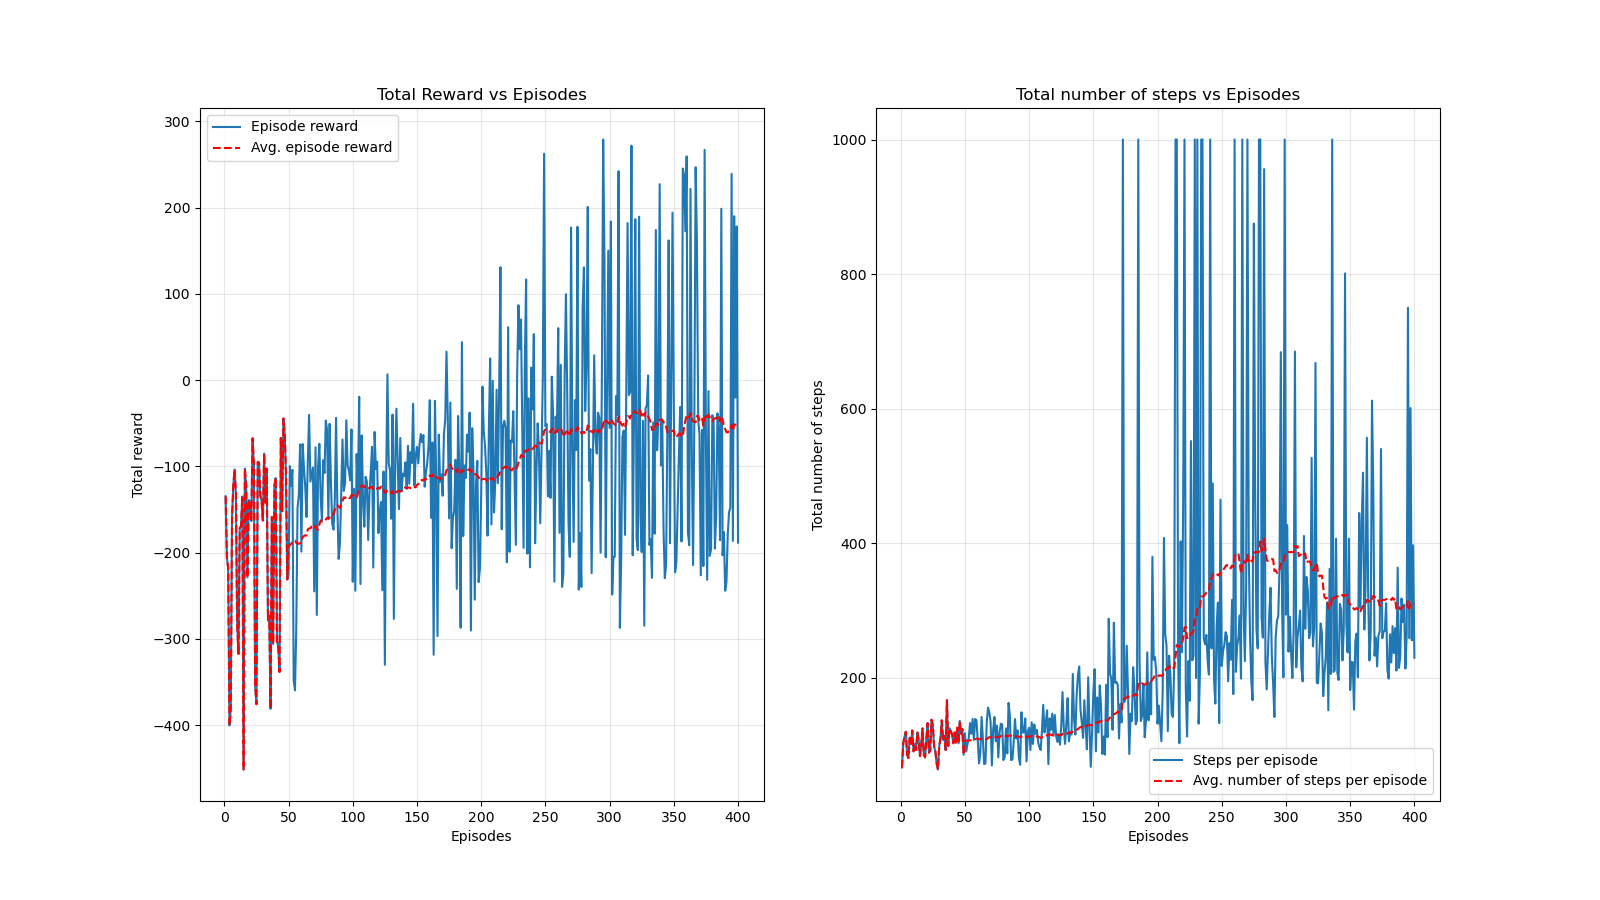 Total Reward vs Episodes
Episode reward
Avg. episode reward
300
200
100
0
−100
−200
−300
−400
Total reward
0 50 100 150 200 250 300 350 400
Episodes
Total number of steps vs Episodes
1000
800
600
400
200
Total number of steps
Steps per episode
Avg. number of steps per episode
0 50 100 150 200 250 300 350 400
Episodes